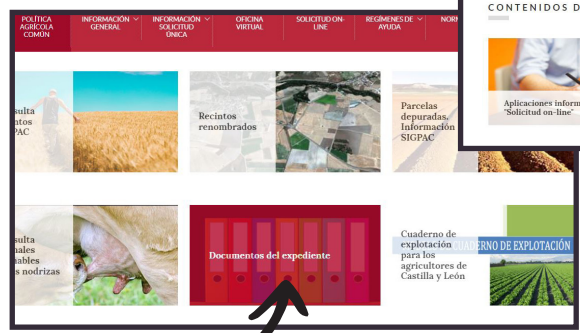 POLÍTICA
AGRÍCOLA
COMÚN
INFORMACIÓN
GENERAL
INFORMACIÓN
SOLICITUD
ÚNICA
OFICINA
VIRTUAL
SOLICITUD ON-
LINE
REGÍMENES DE
AYUDA
NORM
CONTENIDOS D
Aplicaciones inform
"Solicitud on-line"
sulta
ntos
PAC
Recintos
renombrados
Parcelas
depuradas.
Información
SIGPAC
sulta
nales
iables
s nodrizas
Documentos del expediente
Cuaderno de
explotación
para los
agricultores de
Castilla y León
CUADERNO DE EXPLOTACIÓN